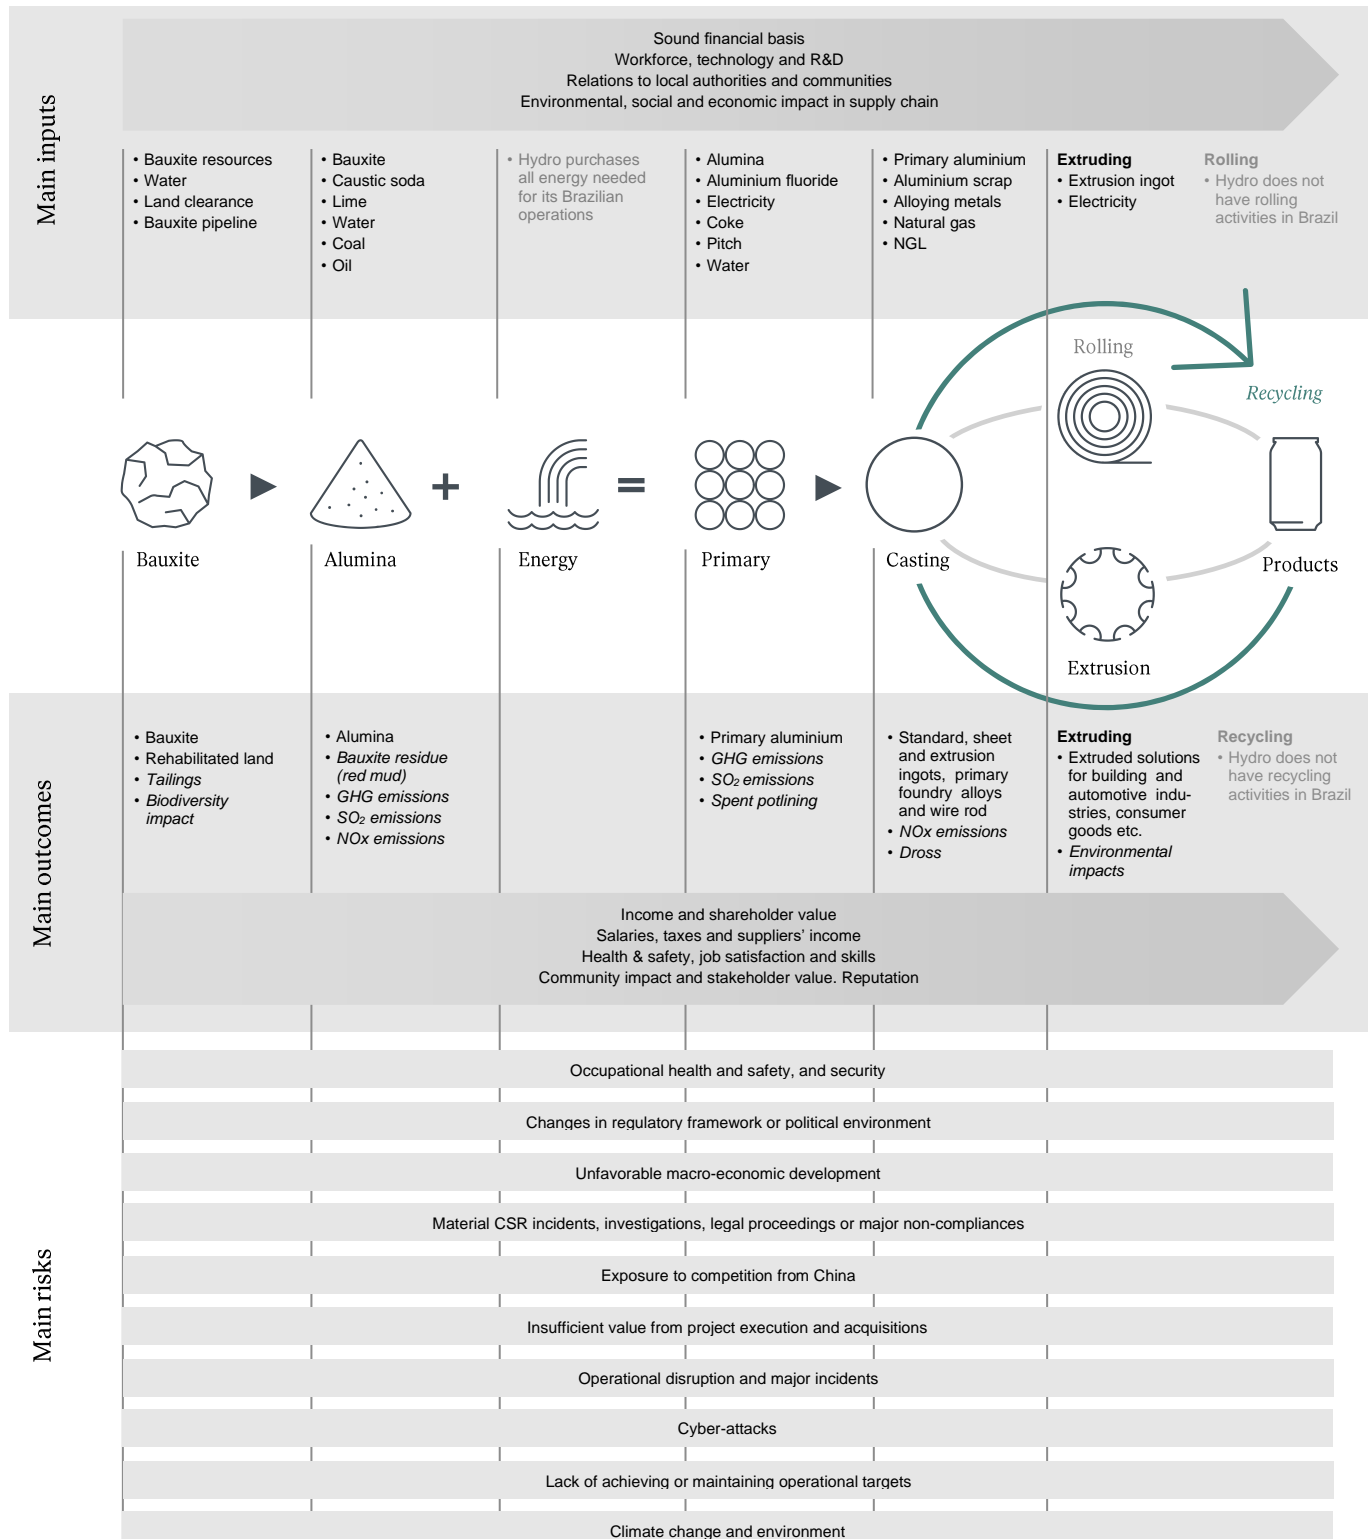 Main inputs
Sound financial basis
Workforce, technology and R&D
Relations to local authorities and communities
Environmental, social and economic impact in supply chain
• Bauxite resources
• Water
• Land clearance
• Bauxite pipeline
• Bauxite
• Caustic soda
• Lime
• Water
• Coal
• Oil
• Hydro purchases
all energy needed
for its Brazilian
operations
• Alumina
• Aluminium fluoride
• Electricity
• Coke
• Pitch
• Water
• Primary aluminium
• Aluminium scrap
• Alloying metals
• Natural gas
• NGL
Extruding
• Extrusion ingot
• Electricity
Rolling
• Hydro does not
have rolling
activities in Brazil
Rolling
Recycling
Bauxite
Alumina
+
Energy
=
Primary
Casting
Products
Extrusion
Main outcomes
• Bauxite
• Rehabilitated land
• Tailings
• Biodiversity
impact
• Alumina
• Bauxite residue
(red mud)
• GHG emissions
• SO₂ emissions
• NOx emissions
• Primary aluminium
• GHG emissions
• SO₂ emissions
• Spent potlining
• Standard, sheet
and extrusion
ingots, primary
foundry alloys
and wire rod
• NOx emissions
• Dross
Extruding
• Extruded solutions
for building and
automotive indu-
stries, consumer
goods etc.
• Environmental
impacts
Recycling
• Hydro does not
have recycling
activities in Brazil
Income and shareholder value
Salaries, taxes and suppliers’ income
Health & safety, job satisfaction and skills
Community impact and stakeholder value. Reputation
Main risks
Occupational health and safety, and security
Changes in regulatory framework or political environment
Unfavorable macro-economic development
Material CSR incidents, investigations, legal proceedings or major non-compliances
Exposure to competition from China
Insufficient value from project execution and acquisitions
Operational disruption and major incidents
Cyber-attacks
Lack of achieving or maintaining operational targets
Climate change and environment